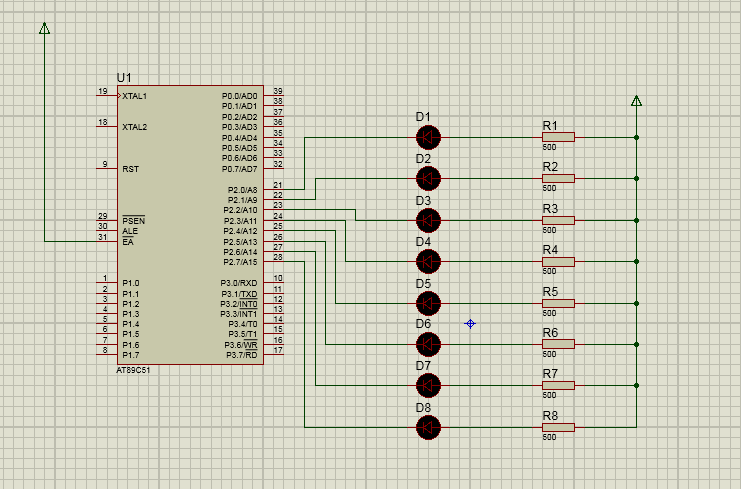 U1
19 XTAL1 P0.0/AD0 39
P0.1/AD1 38
P0.2/AD2 37
18 XTAL2 P0.3/AD3 36
P0.4/AD4 35
P0.5/AD5 34
P0.6/AD6 33
9 RST P0.7/AD7 32
P2.0/A8 21
P2.1/A9 22
P2.2/A10 23
29 PSEN P2.3/A11 24
30 ALE P2.4/A12 25
31 EA P2.5/A13 26
P2.6/A14 27
P2.7/A15 28
1 P1.0 P3.0/RXD 10
2 P1.1 P3.1/TXD 11
3 P1.2 P3.2/INT0 12
4 P1.3 P3.3/INT1 13
5 P1.4 P3.4/T0 14
6 P1.5 P3.5/T1 15
7 P1.6 P3.6/WR 16
8 P1.7 P3.7/RD 17
AT89C51
D1 R1
500
D2 R2
500
D3 R3
500
D4 R4
500
D5 R5
500
D6 R6
500
D7 R7
500
D8 R8
500